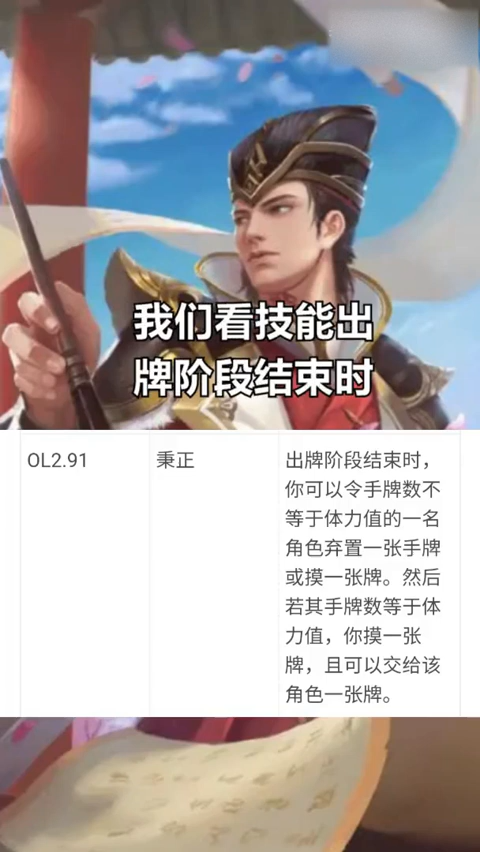 我们看技能出
牌阶段结束时
OL2.91
秉正
出牌阶段结束时，
你可以令手牌数不
等于体力值的一名
角色弃置一张手牌
或摸一张牌。然后
若其手牌数等于体
力值，你摸一张
牌，且可以交给该
角色一张牌。